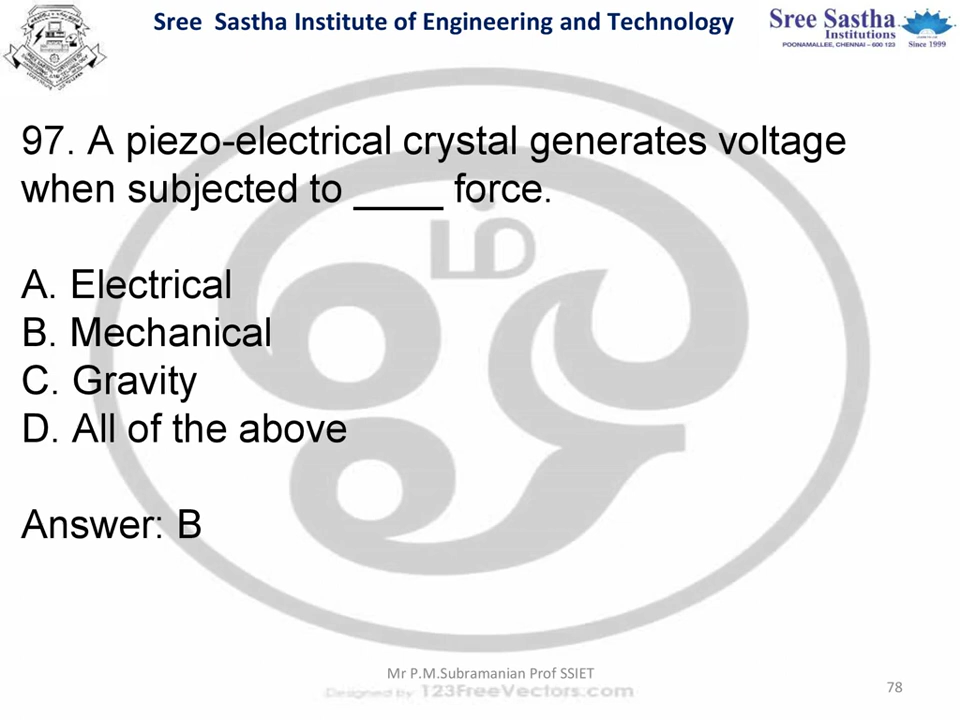 Sree Sastha Institute of Engineering and Technology
Sree Sastha
Institutions
POONAMALLEE, CHENNAI - 600 123
Since 1999
97. A piezo-electrical crystal generates voltage
when subjected to ____ force.
A. Electrical
B. Mechanical
C. Gravity
D. All of the above
Answer: B
Mr P.M.Subramanian Prof SSIET
Designed by 123FreeVectors.com
78